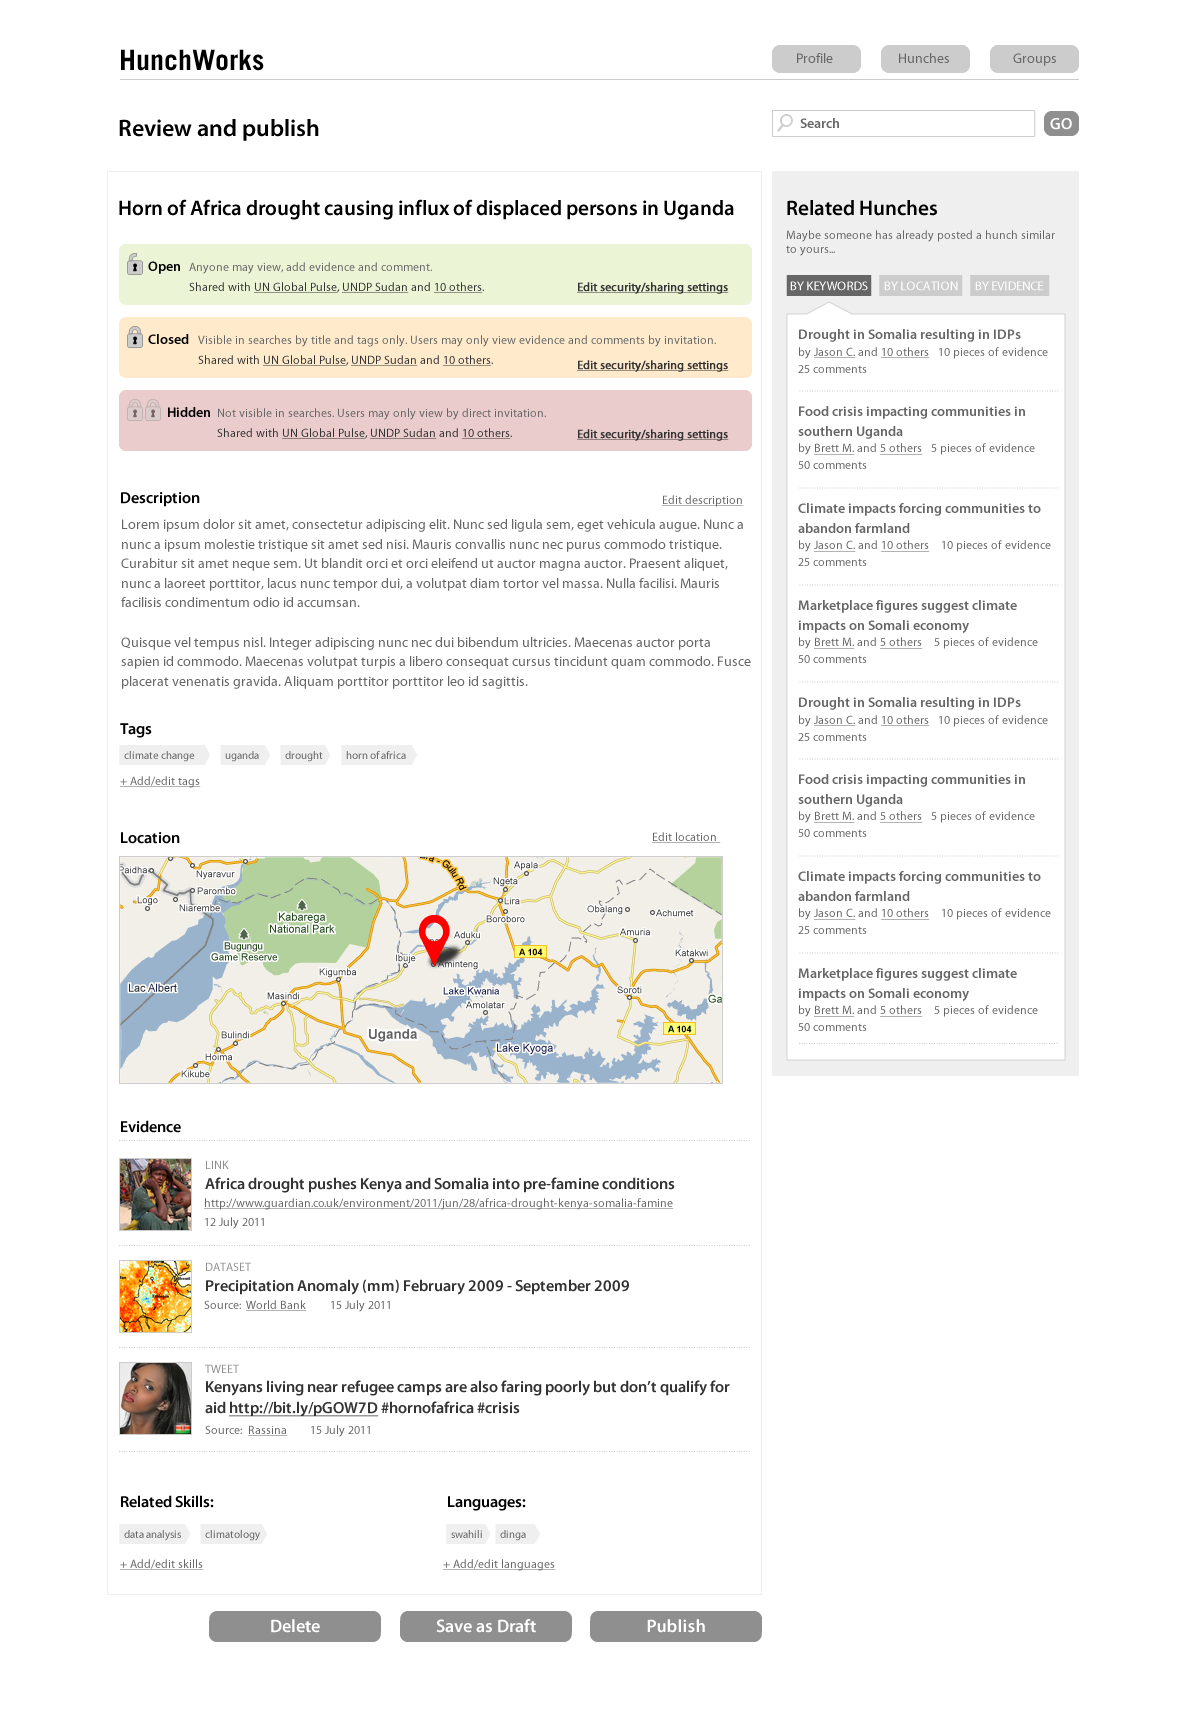 HunchWorks
Profile
Hunches
Groups
Review and publish
Search
GO
Horn of Africa drought causing influx of displaced persons in Uganda
Open Anyone may view, add evidence and comment.
Shared with UN Global Pulse, UNDP Sudan and 10 others.
Edit security/sharing settings
Closed Visible in searches by title and tags only. Users may only view evidence and comments by invitation.
Shared with UN Global Pulse, UNDP Sudan and 10 others.
Edit security/sharing settings
Hidden Not visible in searches. Users may only view by direct invitation.
Shared with UN Global Pulse, UNDP Sudan and 10 others.
Edit security/sharing settings
Description
Edit description
Lorem ipsum dolor sit amet, consectetur adipiscing elit. Nunc sed ligula sem, eget vehicula augue. Nunc a
nunc a ipsum molestie tristique sit amet sed nisi. Mauris convallis nunc nec purus commodo tristique.
Curabitur sit amet neque sem. Ut blandit orci et orci eleifend ut auctor magna auctor. Praesent aliquet,
nunc a laoreet porttitor, lacus nunc tempor dui, a volutpat diam tortor vel massa. Nulla facilisi. Mauris
facilisis condimentum odio id accumsan.
Quisque vel tempus nisl. Integer adipiscing nunc nec dui bibendum ultricies. Maecenas auctor porta
sapien id commodo. Maecenas volutpat turpis a libero consequat cursus tincidunt quam commodo. Fusce
placerat venenatis gravida. Aliquam porttitor porttitor leo id sagittis.
Tags
climate change
uganda
drought
horn of africa
+ Add/edit tags
Location
Edit location
Paidha
Nyaravur
Parombo
Logo
Niarembe
Kabarega
National Park
Bugungu
Game Reserve
Lac Albert
Kigumba
Masindi
Bulindi
Hoima
Kikube
Uganda
Gulu Rd
Apala
Ngeta
Lira
Boroboro
Aduku
Ibuje
Aminteng
A 104
Lake Kwania
Amolatar
Lake Kyoga
Obalang
Achumet
Amuria
Katakwi
Soroti
Ga
A 104
Evidence
LINK
Africa drought pushes Kenya and Somalia into pre-famine conditions
http://www.guardian.co.uk/environment/2011/jun/28/africa-drought-kenya-somalia-famine
12 July 2011
DATASET
Precipitation Anomaly (mm) February 2009 - September 2009
Source: World Bank 15 July 2011
TWEET
Kenyans living near refugee camps are also faring poorly but don’t qualify for
aid http://bit.ly/pGOW7D #hornofafrica #crisis
Source: Rassina 15 July 2011
Related Skills:
data analysis
climatology
+ Add/edit skills
Languages:
swahili
dinga
+ Add/edit languages
Delete
Save as Draft
Publish
Related Hunches
Maybe someone has already posted a hunch similar
to yours...
BY KEYWORDS
BY LOCATION
BY EVIDENCE
Drought in Somalia resulting in IDPs
by Jason C. and 10 others 10 pieces of evidence
25 comments
Food crisis impacting communities in
southern Uganda
by Brett M. and 5 others 5 pieces of evidence
50 comments
Climate impacts forcing communities to
abandon farmland
by Jason C. and 10 others 10 pieces of evidence
25 comments
Marketplace figures suggest climate
impacts on Somali economy
by Brett M. and 5 others 5 pieces of evidence
50 comments
Drought in Somalia resulting in IDPs
by Jason C. and 10 others 10 pieces of evidence
25 comments
Food crisis impacting communities in
southern Uganda
by Brett M. and 5 others 5 pieces of evidence
50 comments
Climate impacts forcing communities to
abandon farmland
by Jason C. and 10 others 10 pieces of evidence
25 comments
Marketplace figures suggest climate
impacts on Somali economy
by Brett M. and 5 others 5 pieces of evidence
50 comments